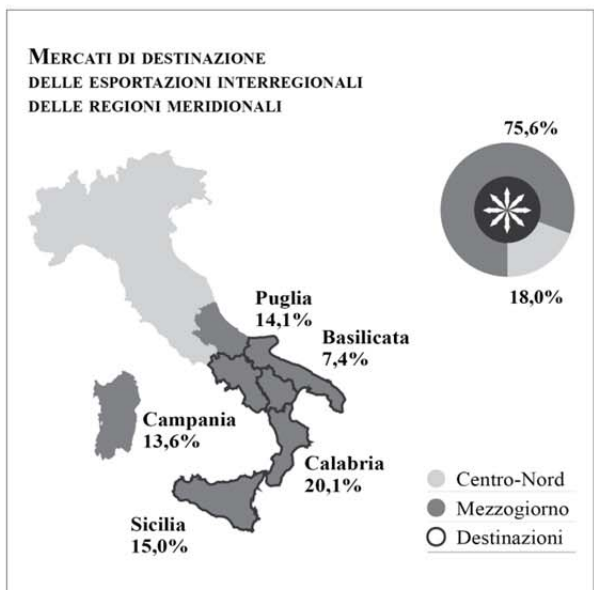 MERCATI DI DESTINAZIONE
DELLE ESPORTAZIONI INTERREGIONALI
DELLE REGIONI MERIDIONALI
75,6%
18,0%
Puglia
14,1%
Basilicata
7,4%
Campania
13,6%
Calabria
20,1%
Sicilia
15,0%
Centro-Nord
Mezzogiorno
Destinazioni